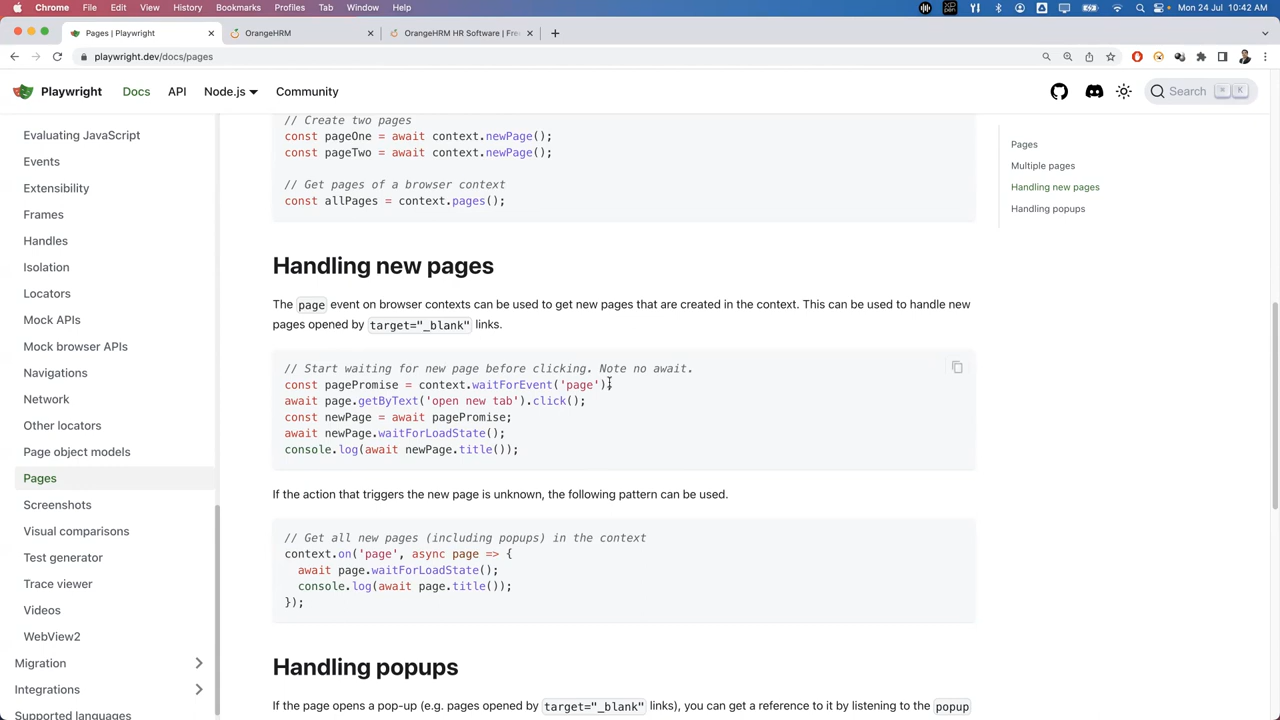 Chrome File Edit View History Bookmarks Profiles Tab Window Help Mon 24 Jul 10:42 AM
Pages | Playwright
OrangeHRM
OrangeHRM HR Software | Fre
playwright.dev/docs/pages
Playwright Docs API Node.js Community Search ⌘ K
Evaluating JavaScript
Events
Extensibility
Frames
Handles
Isolation
Locators
Mock APIs
Mock browser APIs
Navigations
Network
Other locators
Page object models
Pages
Screenshots
Visual comparisons
Test generator
Trace viewer
Videos
WebView2
Migration
Integrations
Supported languages
// Create two pages
const pageOne = await context.newPage();
const pageTwo = await context.newPage();
// Get pages of a browser context
const allPages = context.pages();
Handling new pages
The page event on browser contexts can be used to get new pages that are created in the context. This can be used to handle new
pages opened by target="_blank" links.
// Start waiting for new page before clicking. Note no await.
const pagePromise = context.waitForEvent('page');
await page.getByText('open new tab').click();
const newPage = await pagePromise;
await newPage.waitForLoadState();
console.log(await newPage.title());
If the action that triggers the new page is unknown, the following pattern can be used.
// Get all new pages (including popups) in the context
context.on('page', async page => {
await page.waitForLoadState();
console.log(await page.title());
});
Handling popups
If the page opens a pop-up (e.g. pages opened by target="_blank" links), you can get a reference to it by listening to the popup
Pages
Multiple pages
Handling new pages
Handling popups